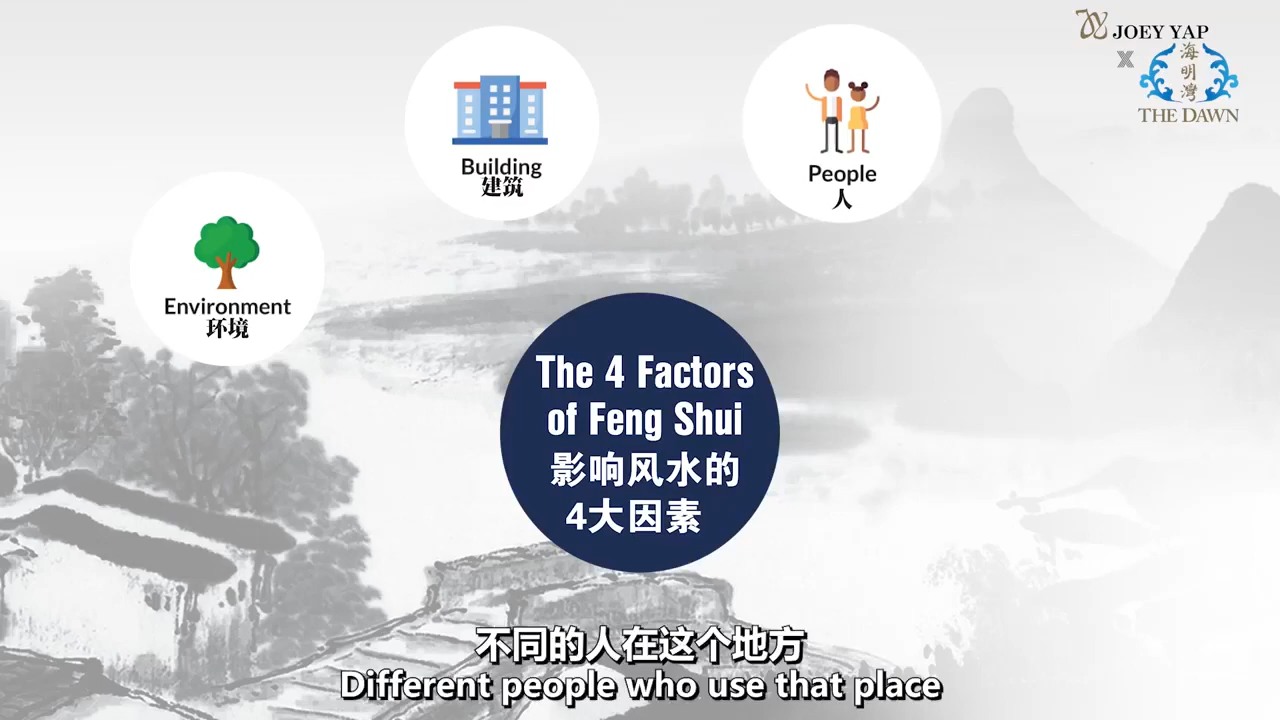 JOEY YAP
X
海
明
灣
THE DAWN
Building
建筑
People
人
Environment
环境
The 4 Factors
of Feng Shui
影响风水的
4大因素
不同的人在这个地方
Different people who use that place